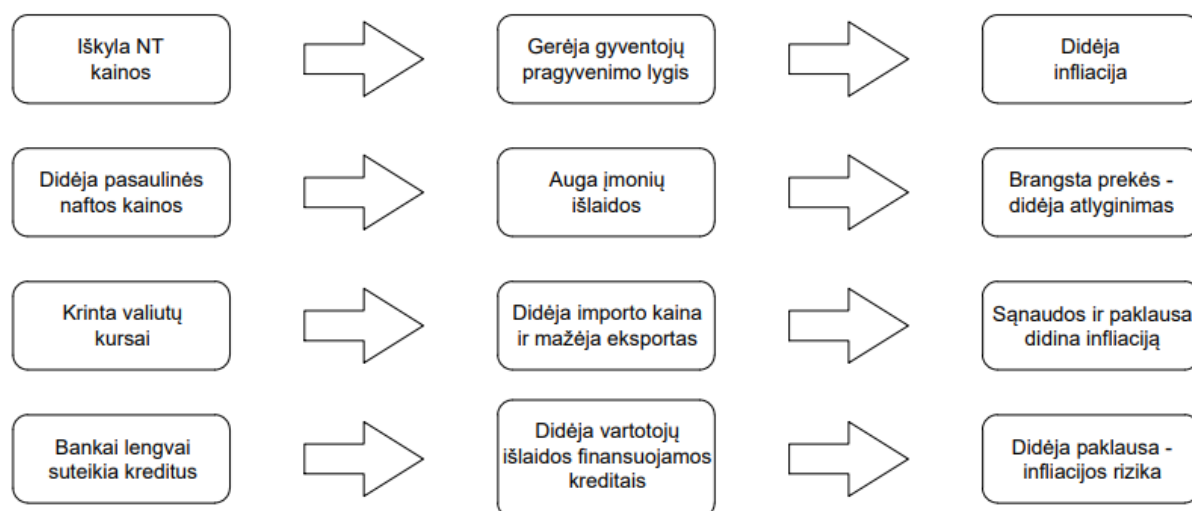 Iškyla NT
kainos
Gerėja gyventojų
pragyvenimo lygis
Didėja
infliacija
Didėja pasaulinės
naftos kainos
Auga įmonių
išlaidos
Brangsta prekės -
didėja atlyginimas
Krinta valiutų
kursai
Didėja importo kaina
ir mažėja eksportas
Sąnaudos ir paklausa
didina infliaciją
Bankai lengvai
suteikia kreditus
Didėja vartotojų
išlaidos finansuojamos
kreditais
Didėja paklausa -
infliacijos rizika